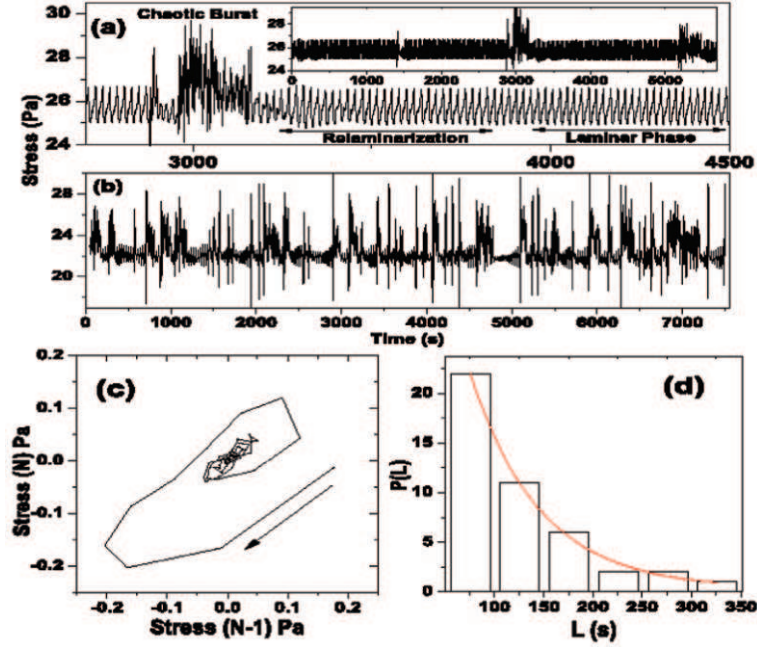 Chaotic Burst
(a)
30
28
26
24
28
26
24
0 1000 2000 3000 4000 5000
Relaminarization
Laminar Phase
3000 4000 4500
Stress (Pa)
(b)
28
24
20
0 1000 2000 3000 4000 5000 6000 7000
Time (s)
(c)
0.2
0.1
0.0
-0.1
-0.2
-0.2 -0.1 0.0 0.1 0.2
Stress (N) Pa
Stress (N-1) Pa
(d)
20
15
10
5
0
P(L)
100 150 200 250 300 350
L (s)